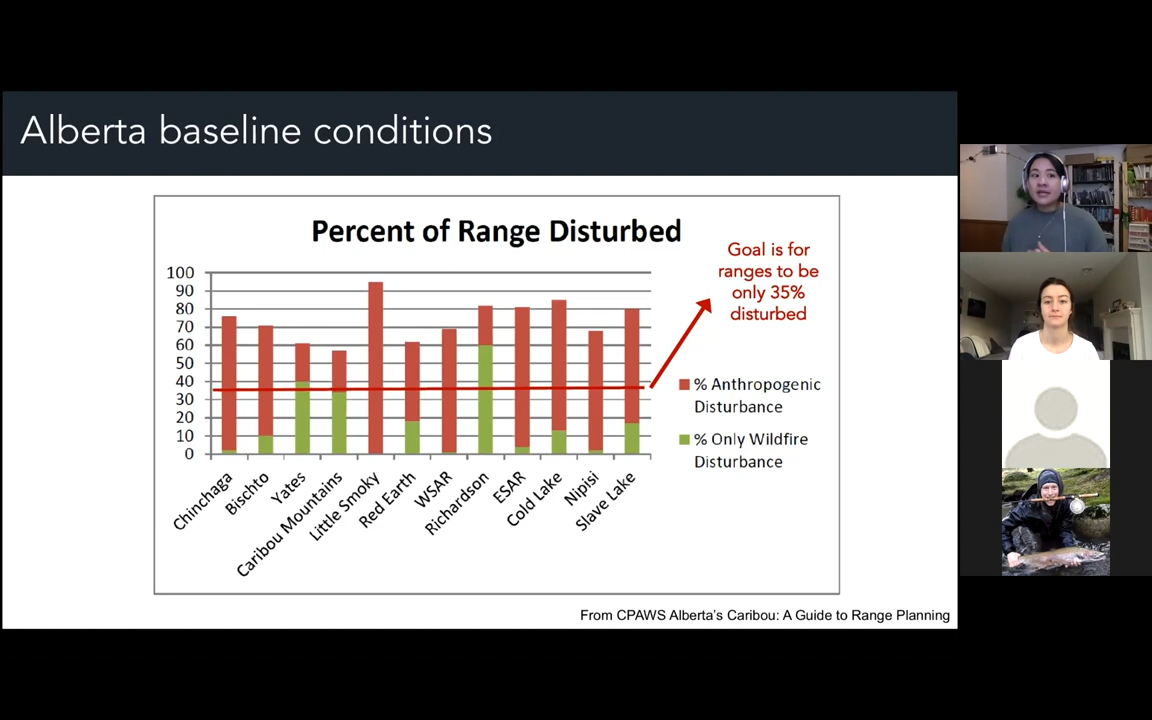 Alberta baseline conditions
Percent of Range Disturbed
Goal is for
ranges to be
only 35%
disturbed
100
90
80
70
60
50
40
30
20
10
0
% Anthropogenic
Disturbance
% Only Wildfire
Disturbance
Chinchaga
Bischto
Yates
Caribou Mountains
Little Smoky
Red Earth
WSAR
Richardson
ESAR
Cold Lake
Nipisi
Slave Lake
From CPAWS Alberta's Caribou: A Guide to Range Planning